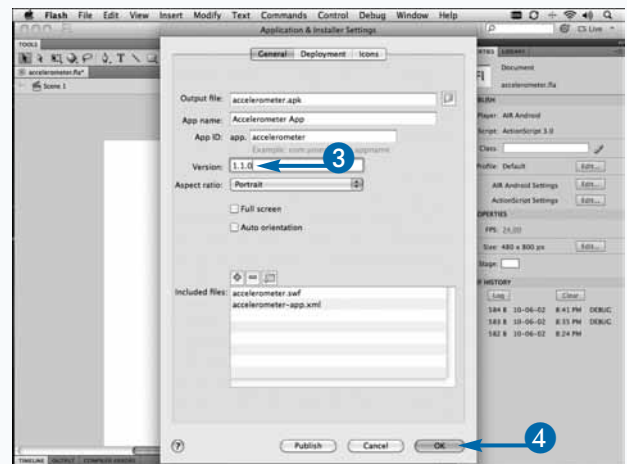 Flash File Edit View Insert Modify Text Commands Control Debug Window Help
Application & Installer Settings
CS Live
TOOLS
accelerometer.fla*
Scene 1
General Deployment Icons
Output file: accelerometer.apk
App name: Accelerometer App
App ID: app. accelerometer
Version: 1.1.0
3
Aspect ratio: Portrait
Full screen
Auto orientation
Included files: accelerometer.swf
accelerometer-app.xml
? Publish Cancel OK
4
LIBRARY
Document
accelerometer.fla
Player: AIR Android
Script: ActionScript 3.0
Class:
Profile: Default Edit...
AIR Android Settings Edit...
ActionScript Settings Edit...
FPS: 24.00
Size: 480 x 800 px Edit...
Stage:
HISTORY
Log Clear
584 B 10-06-02 8:41 PM DEBUG
583 B 10-06-02 8:35 PM DEBUG
582 B 10-06-02 8:24 PM
TIMELINE OUTPUT COMPILER ERRORS